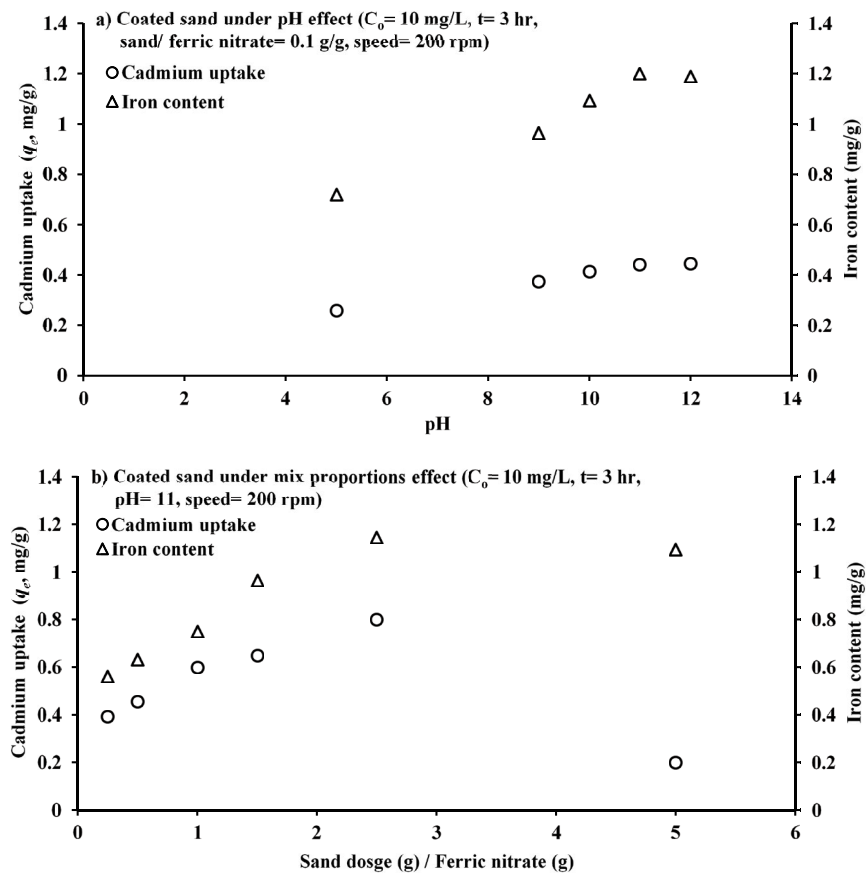 a) Coated sand under pH effect (Co= 10 mg/L, t= 3 hr,
sand/ ferric nitrate= 0.1 g/g, speed= 200 rpm)
Cadmium uptake
Iron content
Cadmium uptake (qe, mg/g)
1.4
1.2
1
0.8
0.6
0.4
0.2
0
1.4
1.2
1
0.8
0.6
0.4
0.2
0
Iron content (mg/g)
0 2 4 6 8 10 12 14
pH
b) Coated sand under mix proportions effect (Co= 10 mg/L, t= 3 hr,
pH= 11, speed= 200 rpm)
Cadmium uptake
Iron content
Cadmium uptake (qe, mg/g)
1.4
1.2
1
0.8
0.6
0.4
0.2
0
1.4
1.2
1
0.8
0.6
0.4
0.2
0
Iron content (mg/g)
0 1 2 3 4 5 6
Sand dosge (g) / Ferric nitrate (g)